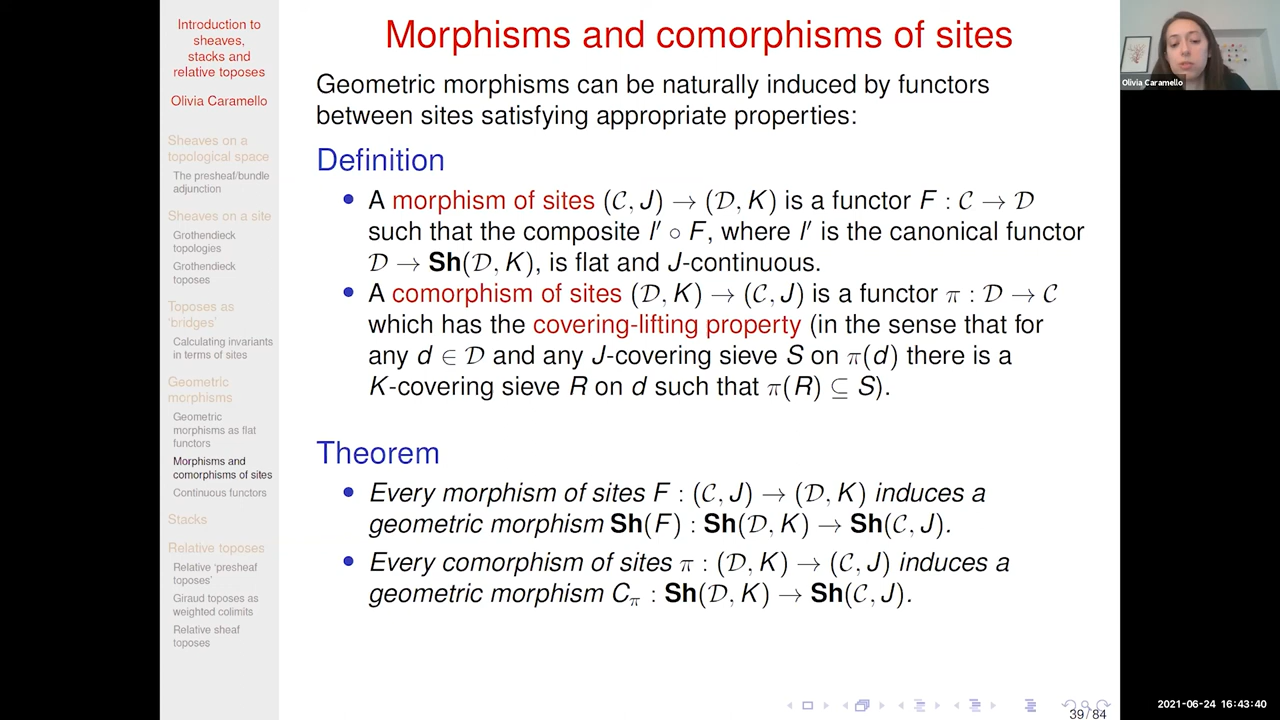 Introduction to
sheaves,
stacks and
relative toposes
Olivia Caramello
Sheaves on a
topological space
The presheaf/bundle
adjunction
Sheaves on a site
Grothendieck
topologies
Grothendieck
toposes
Toposes as
‘bridges’
Calculating invariants
in terms of sites
Geometric
morphisms
Geometric
morphisms as flat
functors
Morphisms and
comorphisms of sites
Continuous functors
Stacks
Relative toposes
Relative ‘presheaf
toposes’
Giraud toposes as
weighted colimits
Relative sheaf
toposes
Morphisms and comorphisms of sites
Geometric morphisms can be naturally induced by functors
between sites satisfying appropriate properties:
Definition
• A morphism of sites (𝒞, J) → (𝒟, K) is a functor F : 𝒞 → 𝒟
such that the composite l′ ∘ F, where l′ is the canonical functor
𝒟 → Sh(𝒟, K), is flat and J-continuous.
• A comorphism of sites (𝒟, K) → (𝒞, J) is a functor π : 𝒟 → 𝒞
which has the covering-lifting property (in the sense that for
any d ∈ 𝒟 and any J-covering sieve S on π(d) there is a
K-covering sieve R on d such that π(R) ⊆ S).
Theorem
• Every morphism of sites F : (𝒞, J) → (𝒟, K) induces a
geometric morphism Sh(F) : Sh(𝒟, K) → Sh(𝒞, J).
• Every comorphism of sites π : (𝒟, K) → (𝒞, J) induces a
geometric morphism C_π : Sh(𝒟, K) → Sh(𝒞, J).
39 / 84
Olivia Caramello
2021-06-24 16:43:40